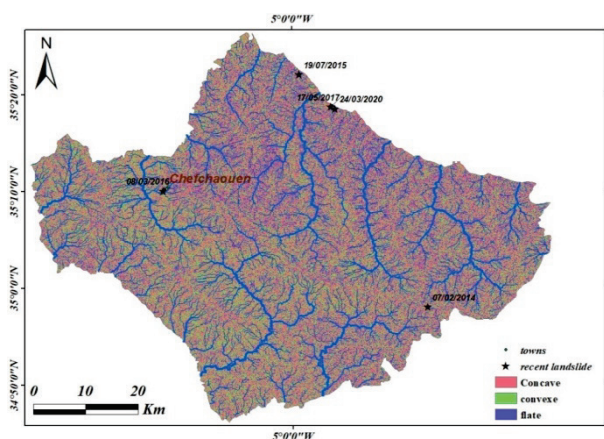 5°0'0"W
N
19/07/2015
35°20'0"N
17/05/2017 24/03/2020
08/03/2016 Chefchaouen
35°10'0"N
35°0'0"N
07/02/2014
towns
recent landslide
Concave
convexe
flate
34°50'0"N
0 10 20
Km
5°0'0"W